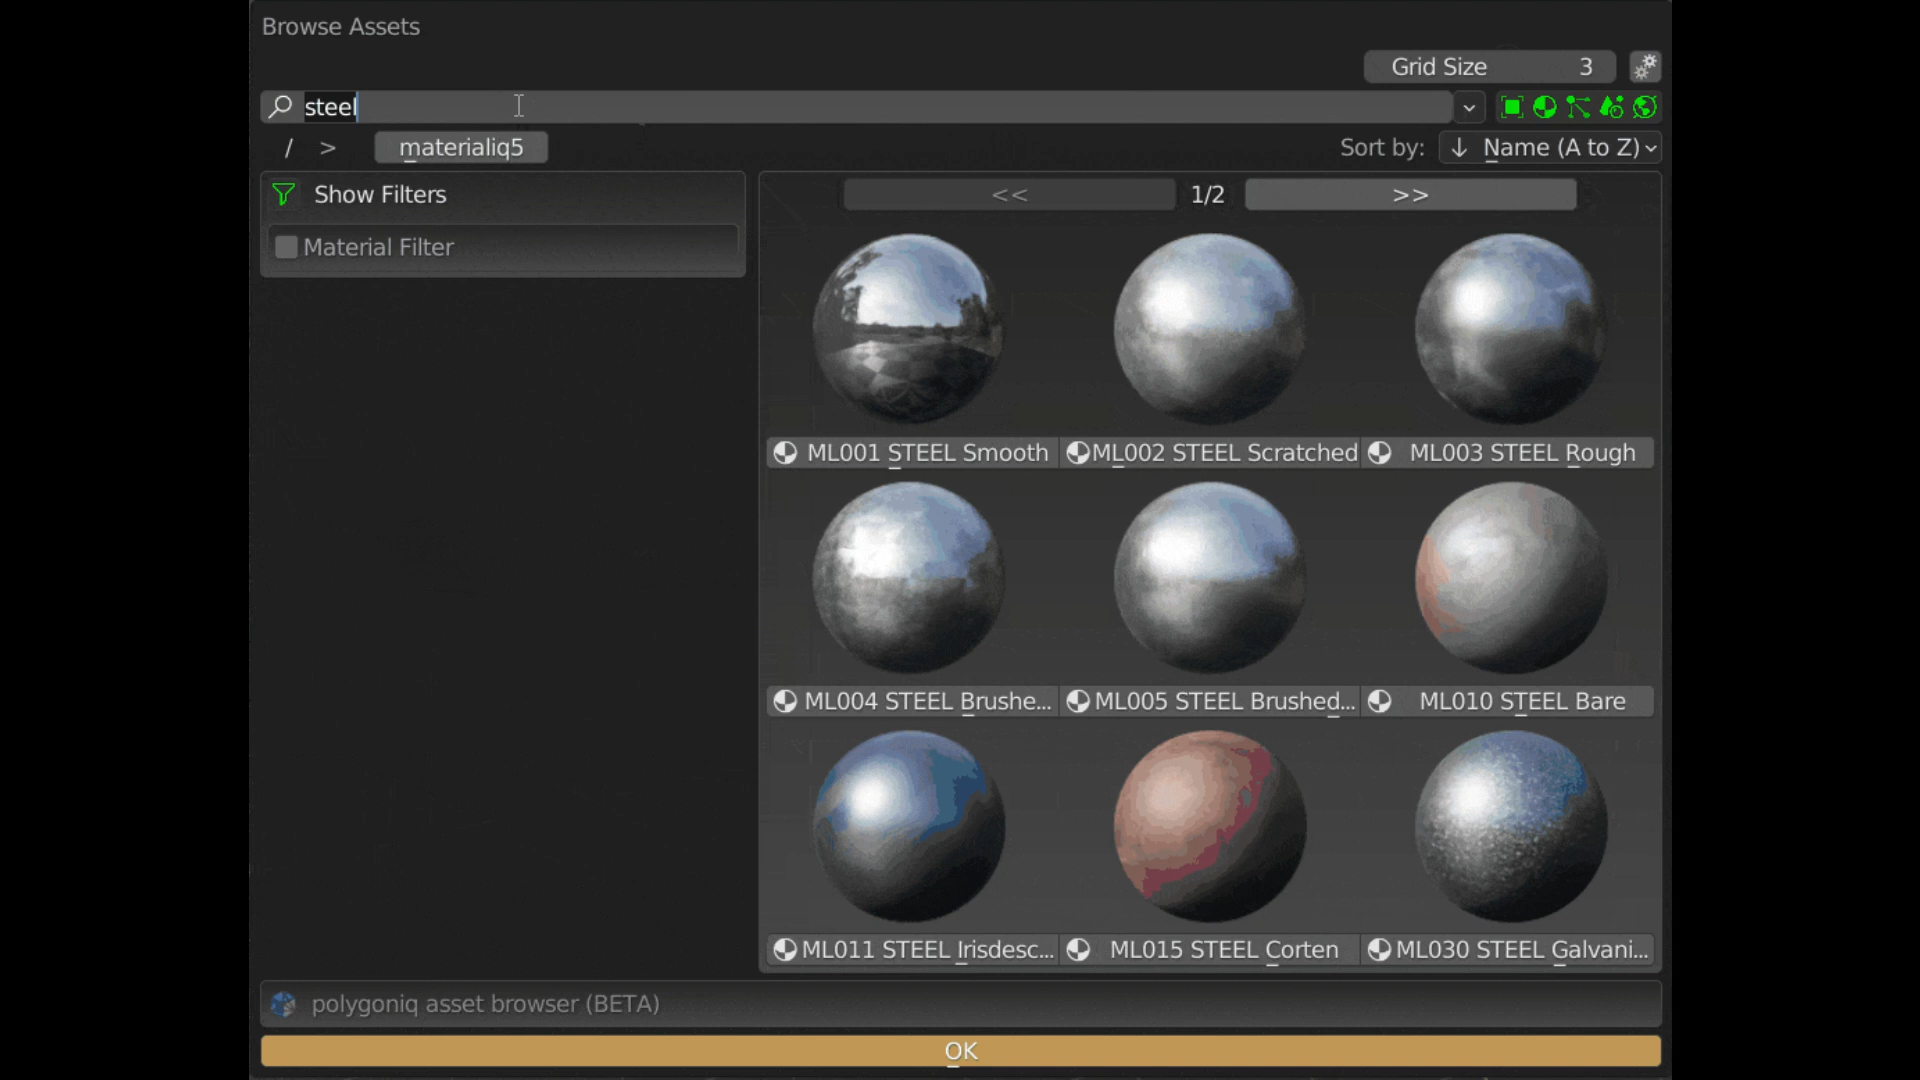 Browse Assets
Grid Size 3
steel
/ > materialiq5
Sort by: ↓ Name (A to Z)
Show Filters
<< 1/2 >>
Material Filter
ML001 STEEL Smooth
ML002 STEEL Scratched
ML003 STEEL Rough
ML004 STEEL Brushe...
ML005 STEEL Brushed...
ML010 STEEL Bare
ML011 STEEL Irisdesc...
ML015 STEEL Corten
ML030 STEEL Galvani...
polygoniq asset browser (BETA)
OK